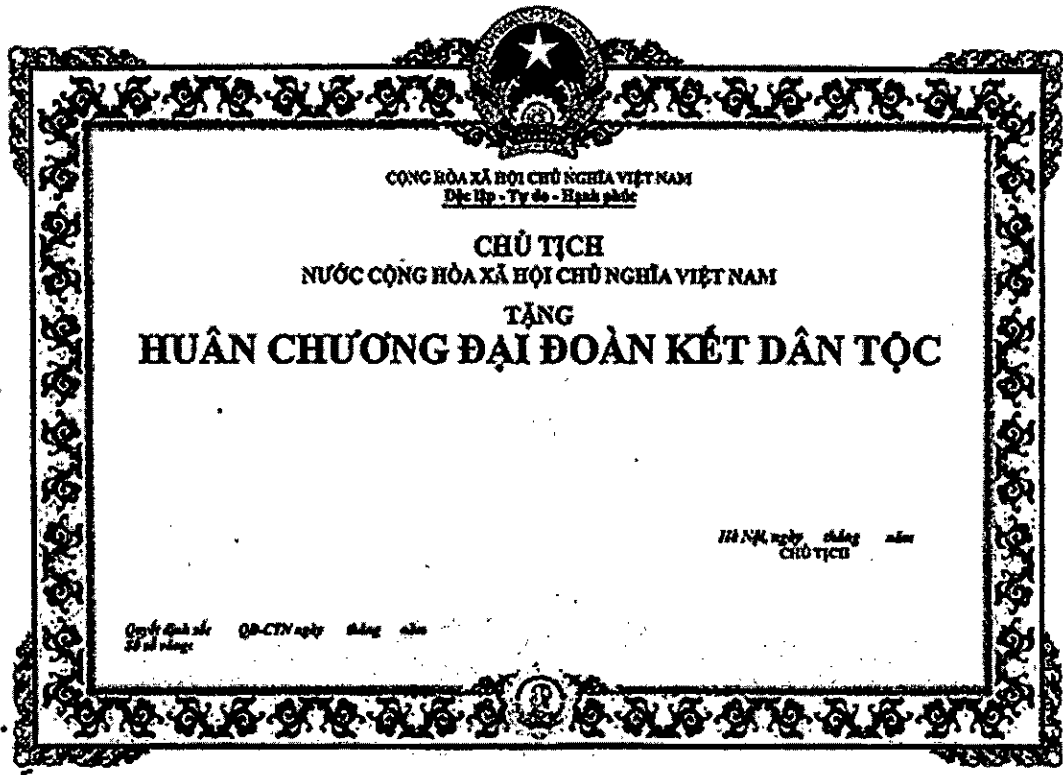 CỘNG HÒA XÃ HỘI CHỦ NGHĨA VIỆT NAM
Độc lập - Tự do - Hạnh phúc
CHỦ TỊCH
NƯỚC CỘNG HÒA XÃ HỘI CHỦ NGHĨA VIỆT NAM
TẶNG
HUÂN CHƯƠNG ĐẠI ĐOÀN KẾT DÂN TỘC
Hà Nội, ngày tháng năm
CHỦ TỊCH
Quyết định số: QĐ-CTN ngày tháng năm
Số sổ vàng: